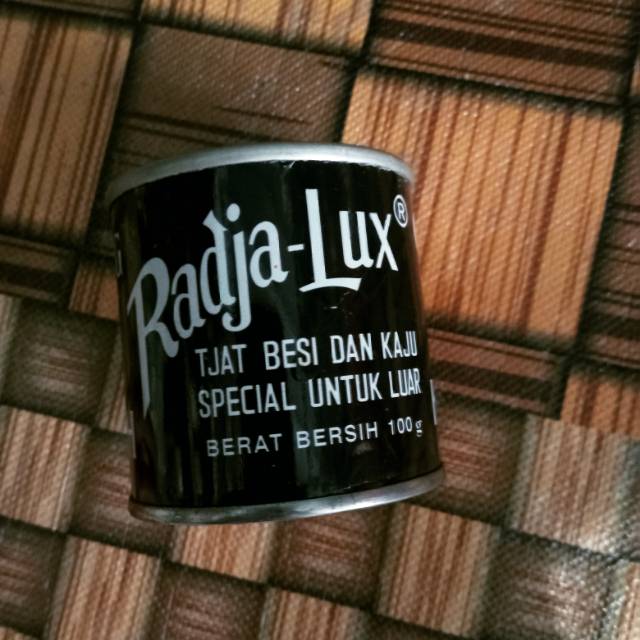 Radja-Lux®
TJAT BESI DAN KAJU
SPECIAL UNTUK LUAR
BERAT BERSIH 100g